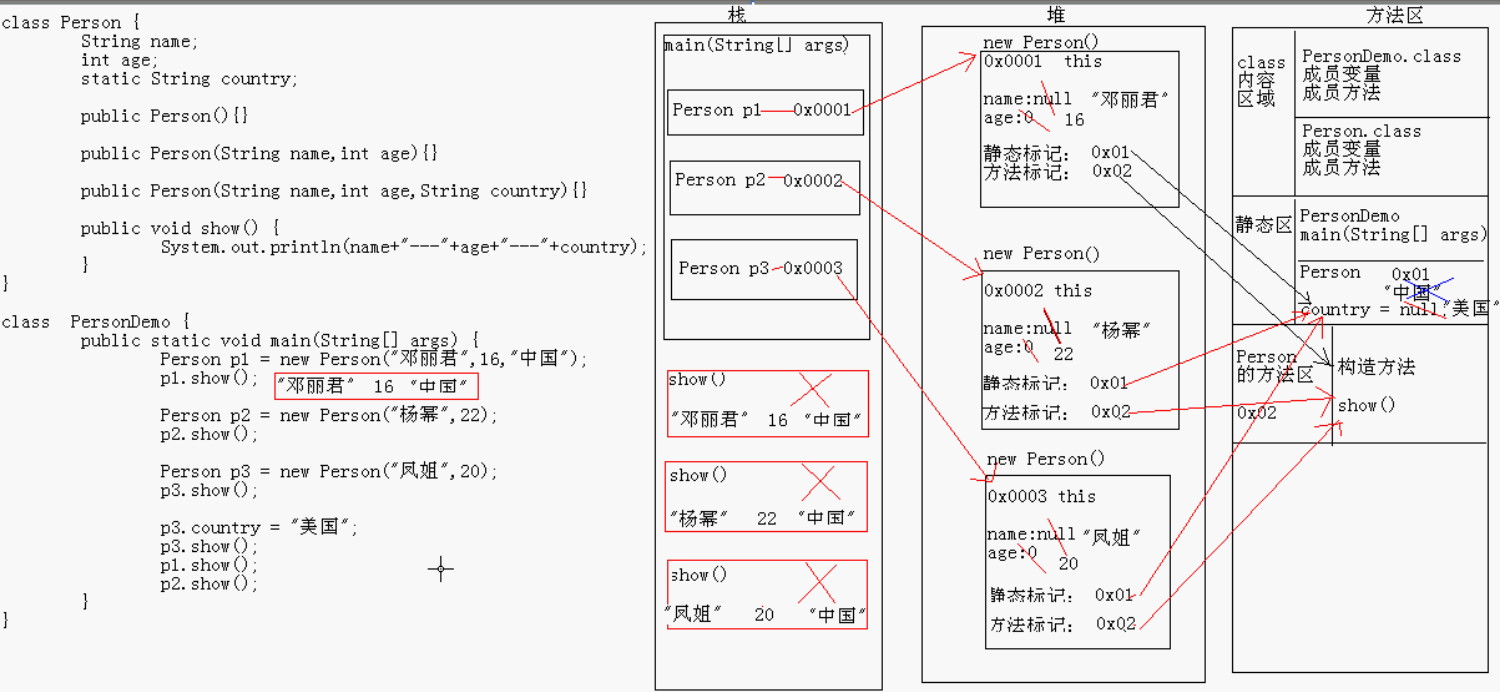 class Person {
String name;
int age;
static String country;
public Person(){}
public Person(String name,int age){}
public Person(String name,int age,String country){}
public void show() {
System.out.println(name+"---"+age+"---"+country);
}
}
class PersonDemo {
public static void main(String[] args) {
Person p1 = new Person("邓丽君",16,"中国");
p1.show();
"邓丽君" 16 "中国"
Person p2 = new Person("杨幂",22);
p2.show();
Person p3 = new Person("凤姐",20);
p3.show();
p3.country = "美国";
p3.show();
p1.show();
p2.show();
}
}
栈
main(String[] args)
Person p1 0x0001
Person p2 0x0002
Person p3 0x0003
show()
"邓丽君" 16 "中国"
show()
"杨幂" 22 "中国"
show()
"凤姐" 20 "中国"
堆
new Person()
0x0001 this
name:null "邓丽君"
age:0 16
静态标记: 0x01
方法标记: 0x02
new Person()
0x0002 this
name:null "杨幂"
age:0 22
静态标记: 0x01
方法标记: 0x02
new Person()
0x0003 this
name:null "凤姐"
age:0 20
静态标记: 0x01
方法标记: 0x02
方法区
class
内容
区域
PersonDemo.class
成员变量
成员方法
Person.class
成员变量
成员方法
静态区
PersonDemo
main(String[] args)
Person 0x01
"中国"
country = null;"美国"
Person
的方法区
0x02
构造方法
show()